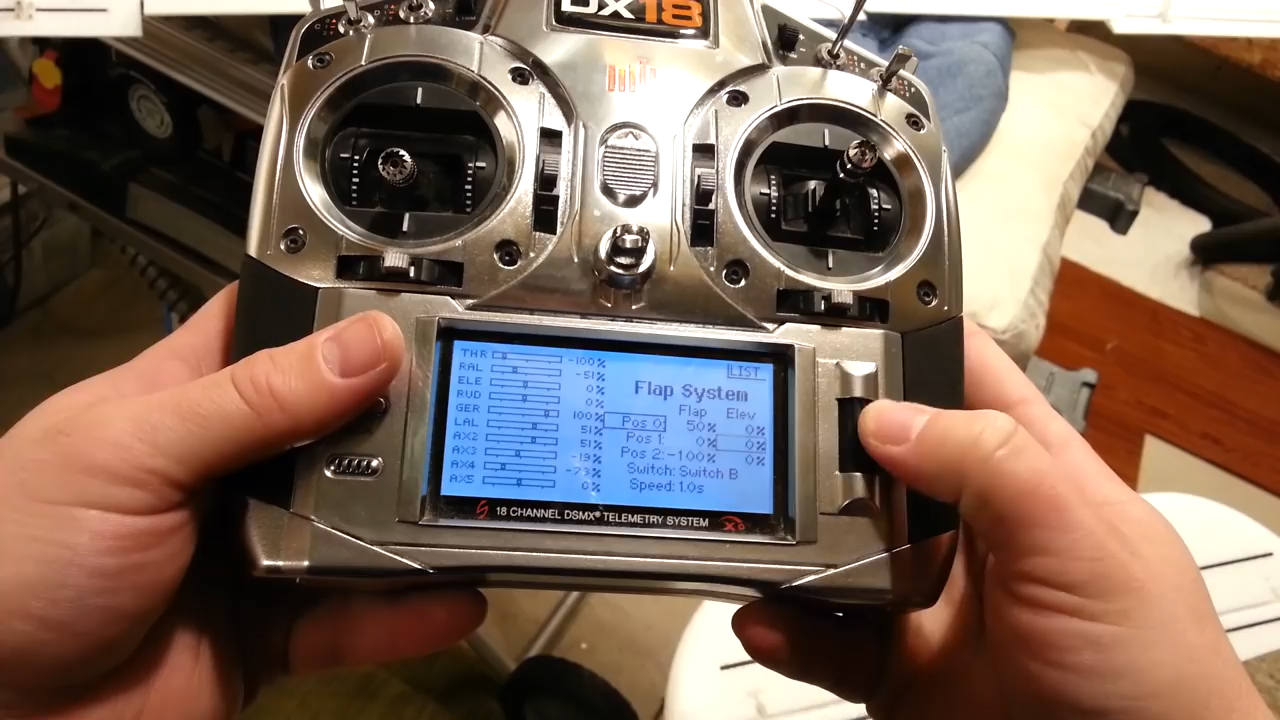 DX18
THR -100%
RAL -51%
ELE 0%
RUD 0%
GER 100%
LAL 51%
AX2 51%
AX3 -19%
AX4 -73%
AX5 0%
LIST
Flap System
Flap Elev
Pos 0: 50% 0%
Pos 1: 0% 0%
Pos 2: -100% 0%
Switch: Switch B
Speed: 1.0s
18 CHANNEL DSMX® TELEMETRY SYSTEM